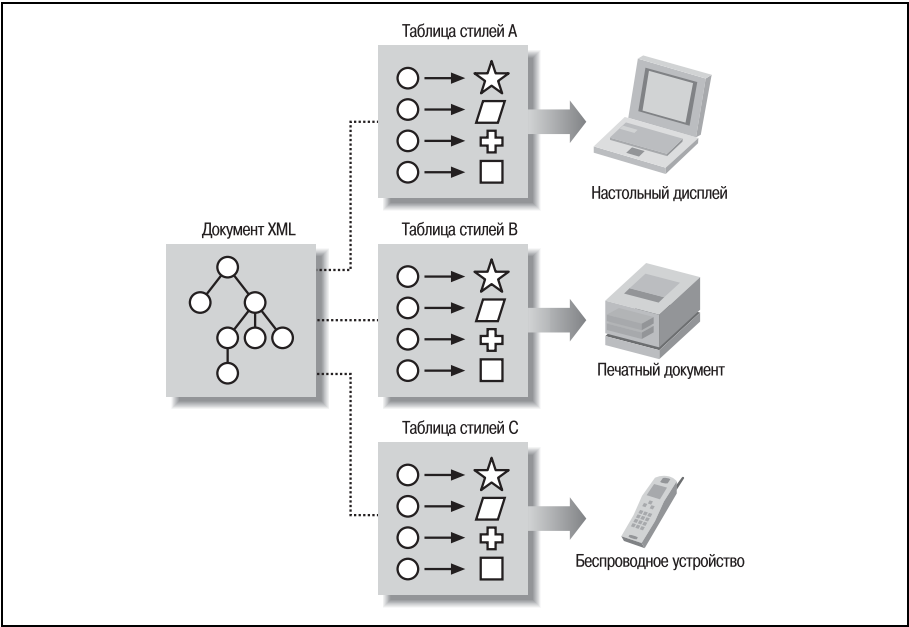 Таблица стилей А
Настольный дисплей
Документ XML
Таблица стилей В
Печатный документ
Таблица стилей С
Беспроводное устройство